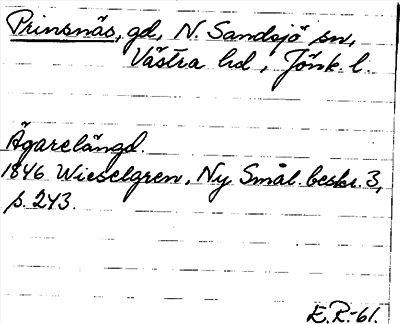 Prinsnäs, gd, N. Sandsjö sn,
Västra hd, Jönk. l.
Ägarelängd.
1846 Wieselgren, Ny Smål. beskr. 3,
p. 243.
E.R.-61.